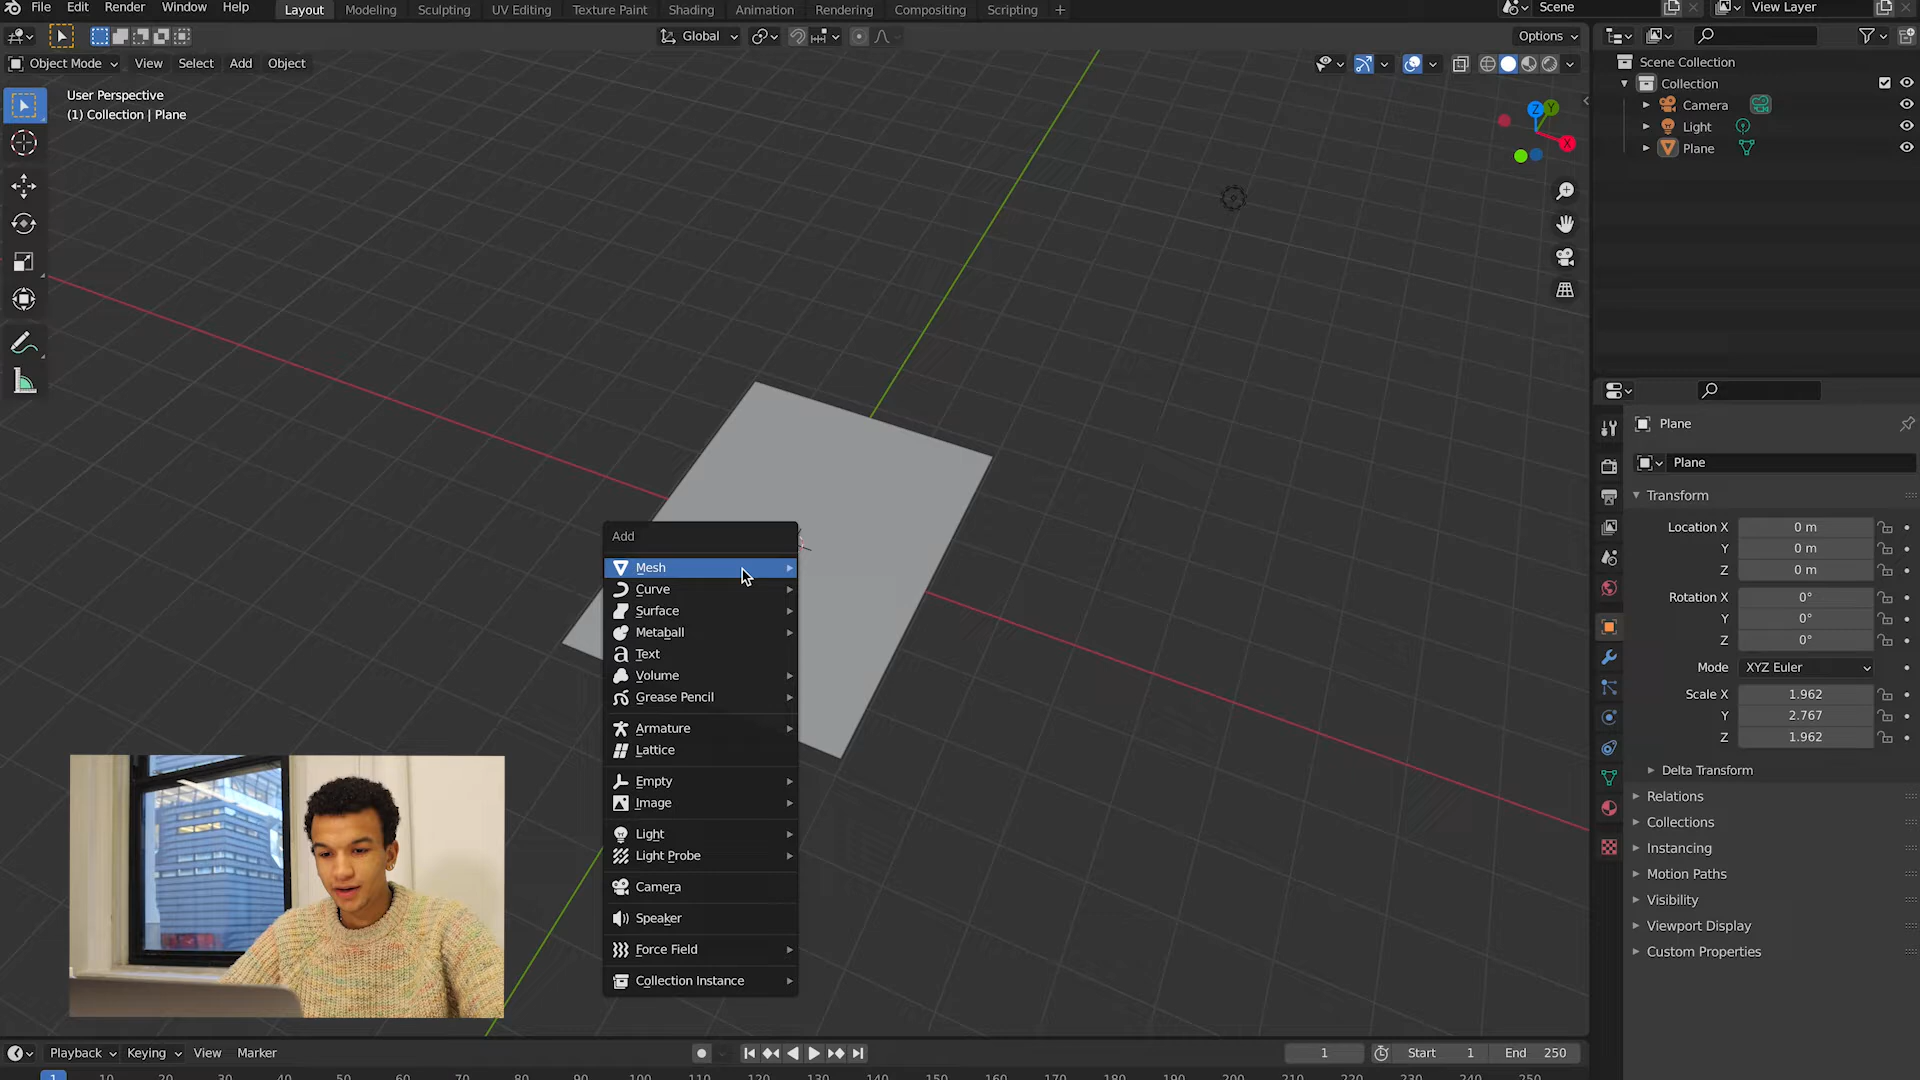 File Edit Render Window Help
Layout Modeling Sculpting UV Editing Texture Paint Shading Animation Rendering Compositing Scripting +
Scene
View Layer
Global
Options
Object Mode View Select Add Object
User Perspective
(1) Collection | Plane
Z
Y
X
Scene Collection
Collection
Camera
Light
Plane
Add
Mesh
Curve
Surface
Metaball
Text
Volume
Grease Pencil
Armature
Lattice
Empty
Image
Light
Light Probe
Camera
Speaker
Force Field
Collection Instance
Plane
Plane
Transform
Location X 0 m
Y 0 m
Z 0 m
Rotation X 0°
Y 0°
Z 0°
Mode XYZ Euler
Scale X 1.962
Y 2.767
Z 1.962
Delta Transform
Relations
Collections
Instancing
Motion Paths
Visibility
Viewport Display
Custom Properties
Playback Keying View Marker
1 Start 1 End 250
1 10 20 30 40 50 60 70 80 90 100 110 120 130 140 150 160 170 180 190 200 210 220 230 240 250